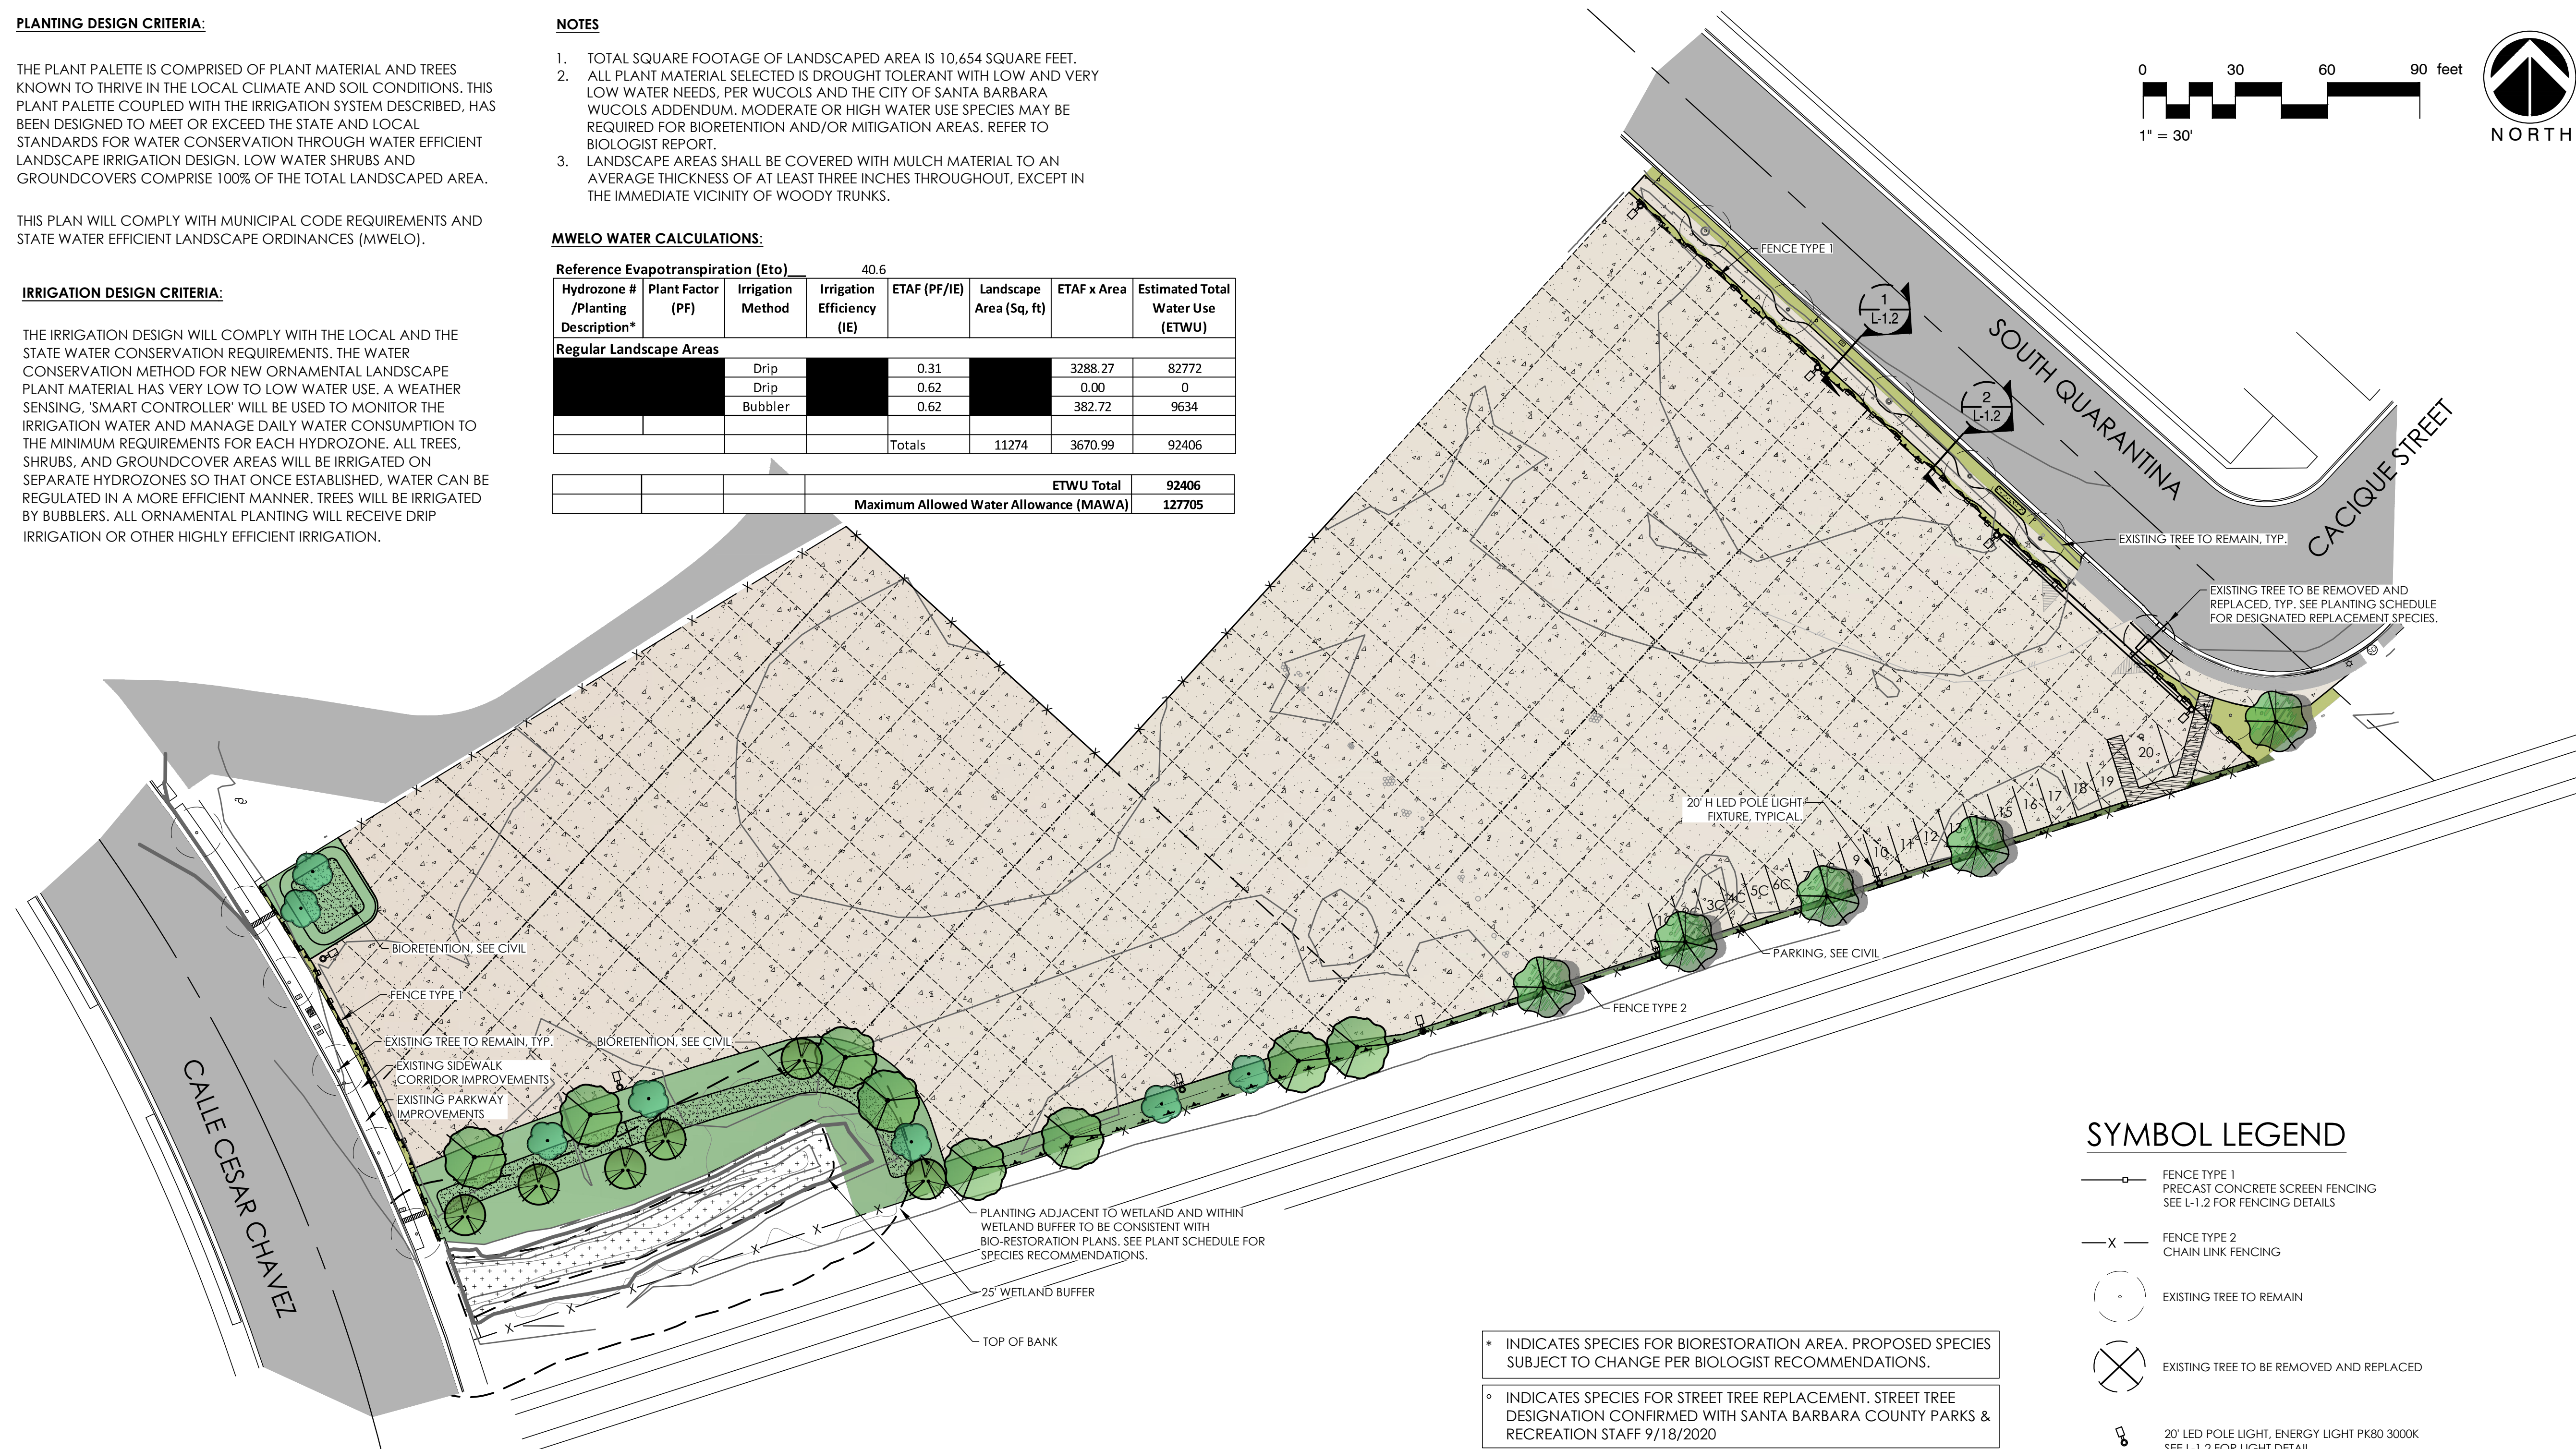 PLANTING DESIGN CRITERIA:
THE PLANT PALETTE IS COMPRISED OF PLANT MATERIAL AND TREES
KNOWN TO THRIVE IN THE LOCAL CLIMATE AND SOIL CONDITIONS. THIS
PLANT PALETTE COUPLED WITH THE IRRIGATION SYSTEM DESCRIBED, HAS
BEEN DESIGNED TO MEET OR EXCEED THE STATE AND LOCAL
STANDARDS FOR WATER CONSERVATION THROUGH WATER EFFICIENT
LANDSCAPE IRRIGATION DESIGN. LOW WATER SHRUBS AND
GROUNDCOVERS COMPRISE 100% OF THE TOTAL LANDSCAPED AREA.
THIS PLAN WILL COMPLY WITH MUNICIPAL CODE REQUIREMENTS AND
STATE WATER EFFICIENT LANDSCAPE ORDINANCES (MWELO).
IRRIGATION DESIGN CRITERIA:
THE IRRIGATION DESIGN WILL COMPLY WITH THE LOCAL AND THE
STATE WATER CONSERVATION REQUIREMENTS. THE WATER
CONSERVATION METHOD FOR NEW ORNAMENTAL LANDSCAPE
PLANT MATERIAL HAS VERY LOW TO LOW WATER USE. A WEATHER
SENSING, 'SMART CONTROLLER' WILL BE USED TO MONITOR THE
IRRIGATION WATER AND MANAGE DAILY WATER CONSUMPTION TO
THE MINIMUM REQUIREMENTS FOR EACH HYDROZONE. ALL TREES,
SHRUBS, AND GROUNDCOVER AREAS WILL BE IRRIGATED ON
SEPARATE HYDROZONES SO THAT ONCE ESTABLISHED, WATER CAN BE
REGULATED IN A MORE EFFICIENT MANNER. TREES WILL BE IRRIGATED
BY BUBBLERS. ALL ORNAMENTAL PLANTING WILL RECEIVE DRIP
IRRIGATION OR OTHER HIGHLY EFFICIENT IRRIGATION.
NOTES
1. TOTAL SQUARE FOOTAGE OF LANDSCAPED AREA IS 10,654 SQUARE FEET.
2. ALL PLANT MATERIAL SELECTED IS DROUGHT TOLERANT WITH LOW AND VERY
LOW WATER NEEDS, PER WUCOLS AND THE CITY OF SANTA BARBARA
WUCOLS ADDENDUM. MODERATE OR HIGH WATER USE SPECIES MAY BE
REQUIRED FOR BIORETENTION AND/OR MITIGATION AREAS. REFER TO
BIOLOGIST REPORT.
3. LANDSCAPE AREAS SHALL BE COVERED WITH MULCH MATERIAL TO AN
AVERAGE THICKNESS OF AT LEAST THREE INCHES THROUGHOUT, EXCEPT IN
THE IMMEDIATE VICINITY OF WOODY TRUNKS.
MWELO WATER CALCULATIONS:
Reference Evapotranspiration (Eto)__ 40.6
Hydrozone # /Planting Description* Plant Factor (PF) Irrigation Method Irrigation Efficiency (IE) ETAF (PF/IE) Landscape Area (Sq, ft) ETAF x Area Estimated Total Water Use (ETWU)
Regular Landscape Areas
Drip 0.31 3288.27 82772
Drip 0.62 0.00 0
Bubbler 0.62 382.72 9634
Totals 11274 3670.99 92406
ETWU Total 92406
Maximum Allowed Water Allowance (MAWA) 127705
0 30 60 90 feet
1" = 30'
NORTH
FENCE TYPE 1
1
L-1.2
2
L-1.2
SOUTH QUARANTINA
CACIQUE STREET
EXISTING TREE TO REMAIN, TYP.
EXISTING TREE TO BE REMOVED AND
REPLACED, TYP. SEE PLANTING SCHEDULE
FOR DESIGNATED REPLACEMENT SPECIES.
20' H LED POLE LIGHT
FIXTURE, TYPICAL.
3C 4C 5C 6C 9 10 11 12 13 15 16 17 18 19 20
PARKING, SEE CIVIL
FENCE TYPE 2
BIORETENTION, SEE CIVIL
FENCE TYPE 1
EXISTING TREE TO REMAIN, TYP.
BIORETENTION, SEE CIVIL
EXISTING SIDEWALK
CORRIDOR IMPROVEMENTS
EXISTING PARKWAY
IMPROVEMENTS
CALLE CESAR CHAVEZ
PLANTING ADJACENT TO WETLAND AND WITHIN
WETLAND BUFFER TO BE CONSISTENT WITH
BIO-RESTORATION PLANS. SEE PLANT SCHEDULE FOR
SPECIES RECOMMENDATIONS.
25' WETLAND BUFFER
TOP OF BANK
* INDICATES SPECIES FOR BIORESTORATION AREA. PROPOSED SPECIES
SUBJECT TO CHANGE PER BIOLOGIST RECOMMENDATIONS.
° INDICATES SPECIES FOR STREET TREE REPLACEMENT. STREET TREE
DESIGNATION CONFIRMED WITH SANTA BARBARA COUNTY PARKS &
RECREATION STAFF 9/18/2020
SYMBOL LEGEND
FENCE TYPE 1
PRECAST CONCRETE SCREEN FENCING
SEE L-1.2 FOR FENCING DETAILS
X FENCE TYPE 2
CHAIN LINK FENCING
EXISTING TREE TO REMAIN
EXISTING TREE TO BE REMOVED AND REPLACED
20' LED POLE LIGHT, ENERGY LIGHT PK80 3000K
SEE L-1.2 FOR LIGHT DETAIL